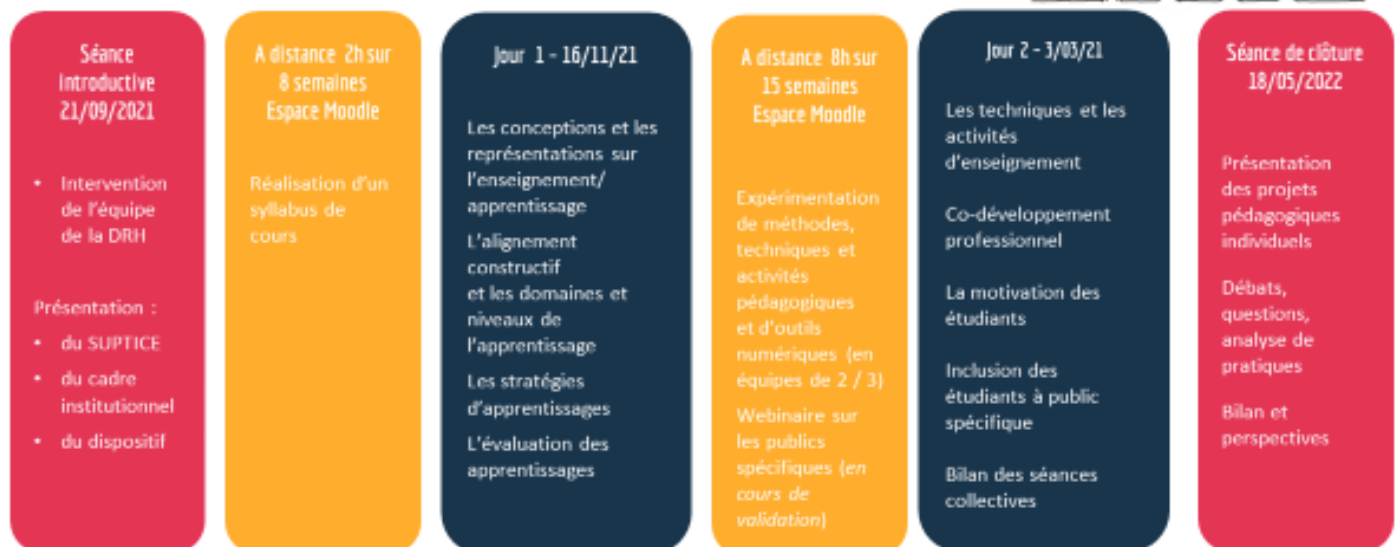 Séance
introductive
21/09/2021
• Intervention
de l'équipe
de la DRH
Présentation :
• du SUPTICE
• du cadre
institutionnel
• du dispositif
A distance 2h sur
8 semaines
Espace Moodle
Réalisation d'un
syllabus de
cours
Jour 1 - 16/11/21
Les conceptions et les
représentations sur
l'enseignement/
apprentissage
L'alignement
constructif
et les domaines et
niveaux de
l'apprentissage
Les stratégies
d'apprentissages
L'évaluation des
apprentissages
A distance 8h sur
15 semaines
Espace Moodle
Expérimentation
de méthodes,
techniques et
activités
pédagogiques
et d'outils
numériques (en
équipes de 2 / 3)
Webinaire sur
les publics
spécifiques (en
cours de
validation)
Jour 2 - 3/03/21
Les techniques et les
activités
d'enseignement
Co-développement
professionnel
La motivation des
étudiants
Inclusion des
étudiants à public
spécifique
Bilan des séances
collectives
Séance de clôture
18/05/2022
Présentation
des projets
pédagogiques
individuels
Débats,
questions,
analyse de
pratiques
Bilan et
perspectives